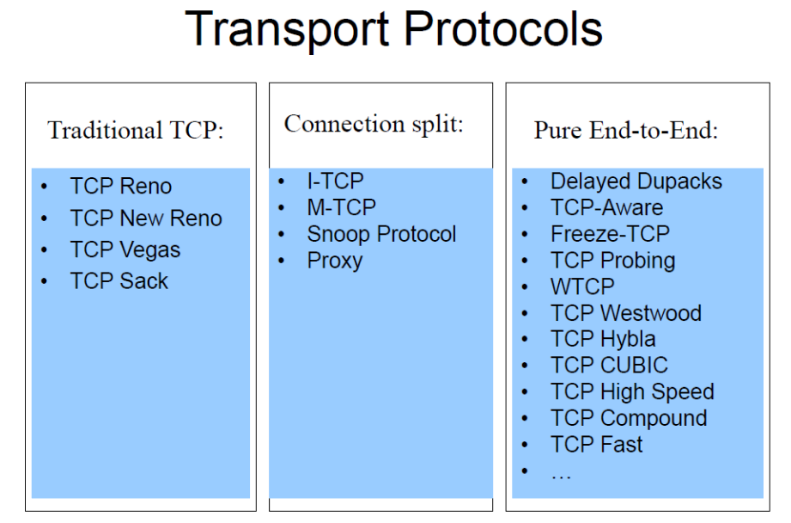 Transport Protocols
Traditional TCP:
• TCP Reno
• TCP New Reno
• TCP Vegas
• TCP Sack
Connection split:
• I-TCP
• M-TCP
• Snoop Protocol
• Proxy
Pure End-to-End:
• Delayed Dupacks
• TCP-Aware
• Freeze-TCP
• TCP Probing
• WTCP
• TCP Westwood
• TCP Hybla
• TCP CUBIC
• TCP High Speed
• TCP Compound
• TCP Fast
• …